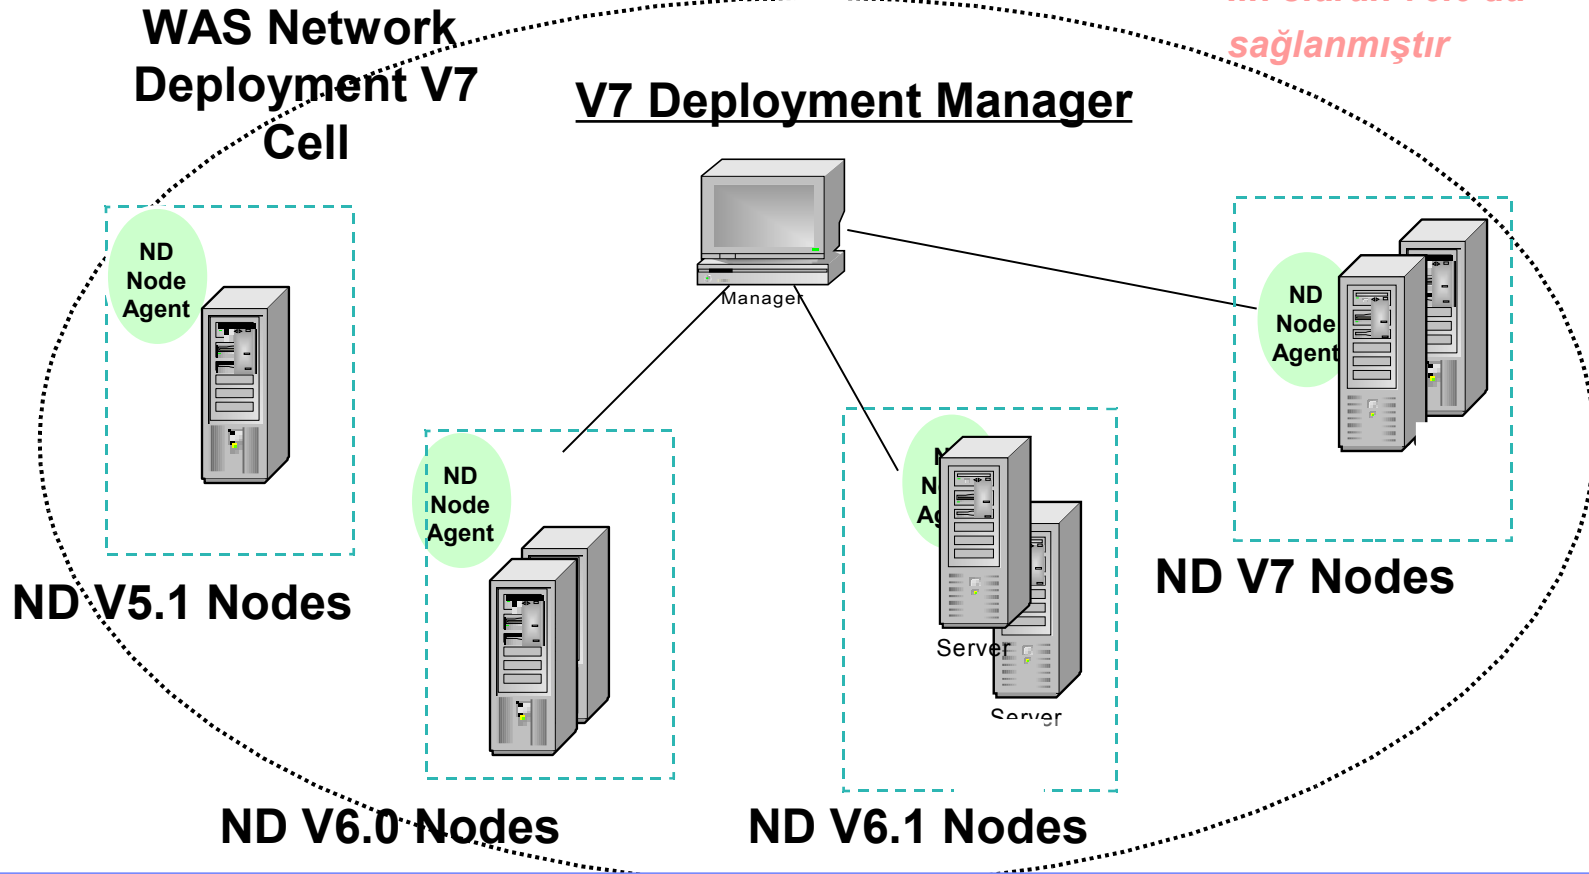 WAS Network
Deployment V7
Cell
sağlanmıştır
V7 Deployment Manager
Manager
ND
Node
Agent
ND V5.1 Nodes
ND
Node
Agent
ND V6.0 Nodes
Server
Server
ND V6.1 Nodes
ND
Node
Agent
ND V7 Nodes